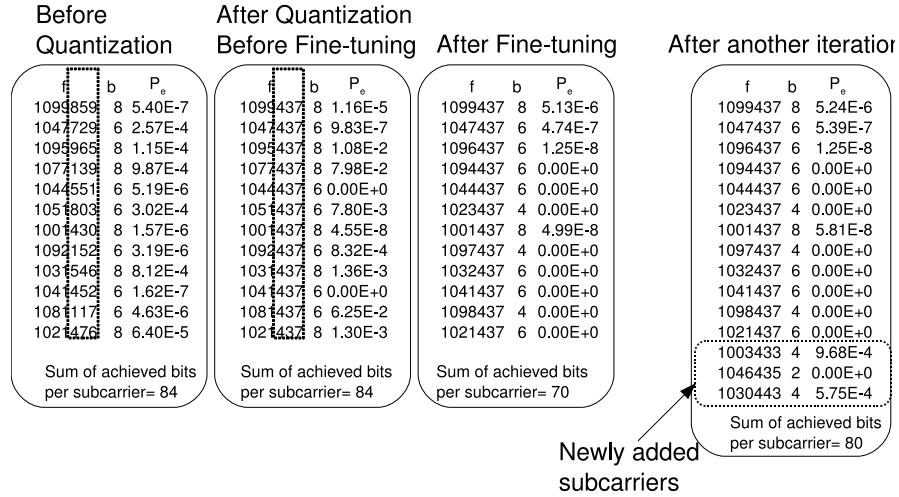 Before
Quantization
f b Pe
1099859 8 5.40E-7
1047729 6 2.57E-4
1095965 8 1.15E-4
1077139 8 9.87E-4
1044551 6 5.19E-6
1051803 6 3.02E-4
1001430 8 1.57E-6
1092152 6 3.19E-6
1031546 8 8.12E-4
1041452 6 1.62E-7
1081117 6 4.63E-6
1021476 8 6.40E-5
Sum of achieved bits
per subcarrier= 84
After Quantization
Before Fine-tuning
f b Pe
1099437 8 1.16E-5
1047437 6 9.83E-7
1095437 8 1.08E-2
1077437 8 7.98E-2
1044437 6 0.00E+0
1051437 6 7.80E-3
1001437 8 4.55E-8
1092437 6 8.32E-4
1031437 8 1.36E-3
1041437 6 0.00E+0
1081437 6 6.25E-2
1021437 8 1.30E-3
Sum of achieved bits
per subcarrier= 84
After Fine-tuning
f b Pe
1099437 8 5.13E-6
1047437 6 4.74E-7
1096437 6 1.25E-8
1094437 6 0.00E+0
1044437 6 0.00E+0
1023437 4 0.00E+0
1001437 8 4.99E-8
1097437 4 0.00E+0
1032437 6 0.00E+0
1041437 6 0.00E+0
1098437 4 0.00E+0
1021437 6 0.00E+0
Sum of achieved bits
per subcarrier= 70
After another iteration
f b Pe
1099437 8 5.24E-6
1047437 6 5.39E-7
1096437 6 1.25E-8
1094437 6 0.00E+0
1044437 6 0.00E+0
1023437 4 0.00E+0
1001437 8 5.81E-8
1097437 4 0.00E+0
1032437 6 0.00E+0
1041437 6 0.00E+0
1098437 4 0.00E+0
1021437 6 0.00E+0
1003433 4 9.68E-4
1046435 2 0.00E+0
1030443 4 5.75E-4
Sum of achieved bits
per subcarrier= 80
Newly added
subcarriers